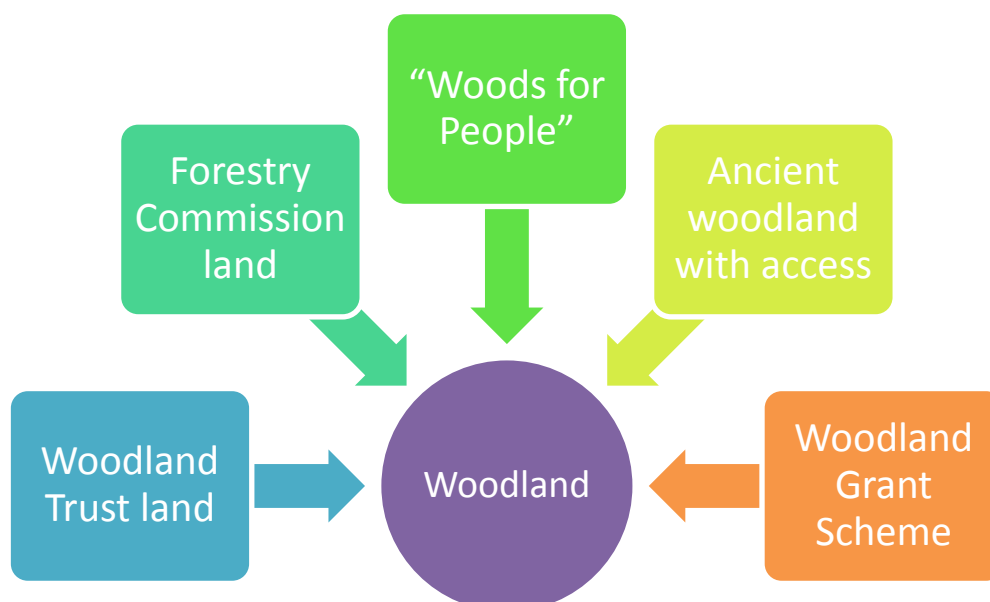 “Woods for
People”
Forestry
Commission
land
Ancient
woodland
with access
Woodland
Trust land
Woodland
Woodland
Grant
Scheme